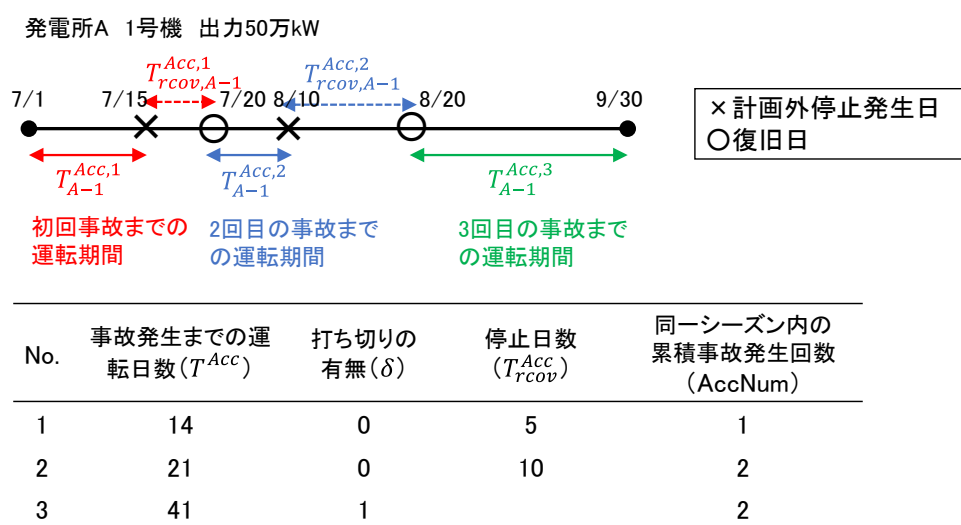 発電所A 1号機 出力50万kW
T_{rcov,A-1}^{Acc,1}
T_{rcov,A-1}^{Acc,2}
7/1 7/15 7/20 8/10 8/20 9/30
×計画外停止発生日
○復旧日
T_{A-1}^{Acc,1}
T_{A-1}^{Acc,2}
T_{A-1}^{Acc,3}
初回事故までの
運転期間
2回目の事故まで
の運転期間
3回目の事故まで
の運転期間
No.
事故発生までの運
転日数(T^{Acc})
打ち切りの
有無(δ)
停止日数
(T_{rcov}^{Acc})
同一シーズン内の
累積事故発生回数
(AccNum)
1 14 0 5 1
2 21 0 10 2
3 41 1 2